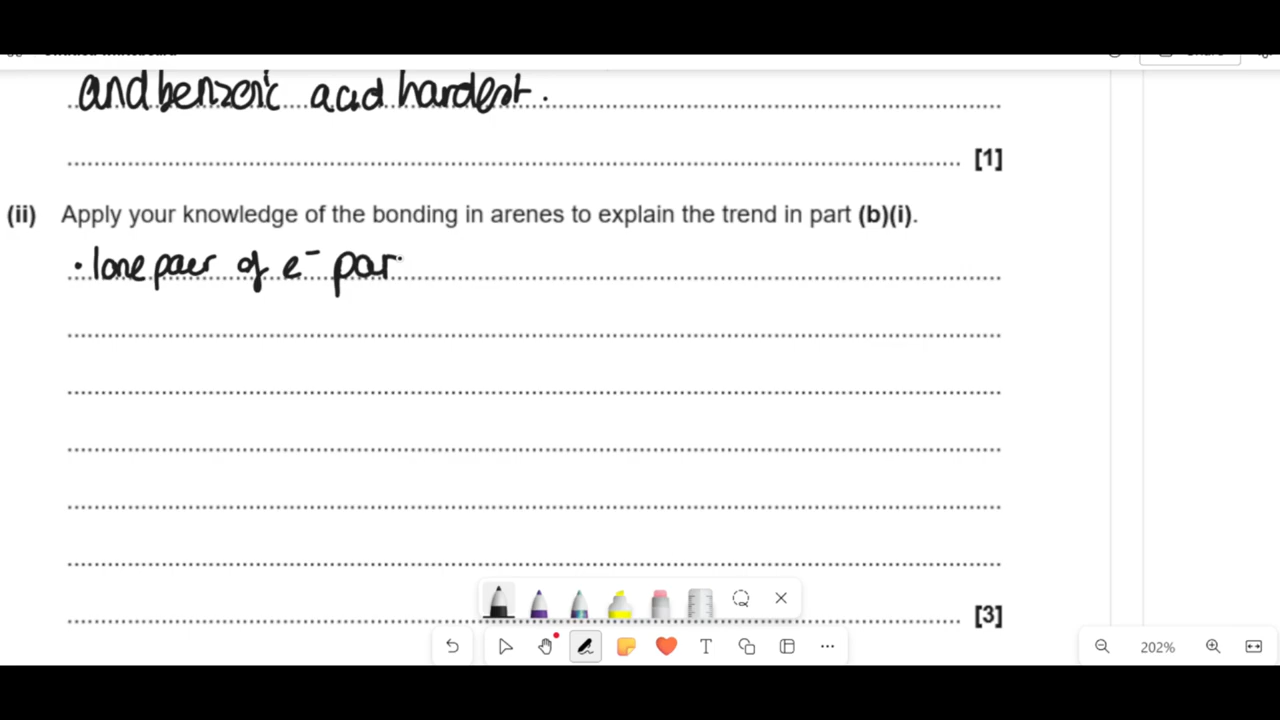 and benzoic acid hardest.
[1]
(ii) Apply your knowledge of the bonding in arenes to explain the trend in part (b)(i).
• lone pair of e⁻ par
[3]
202%